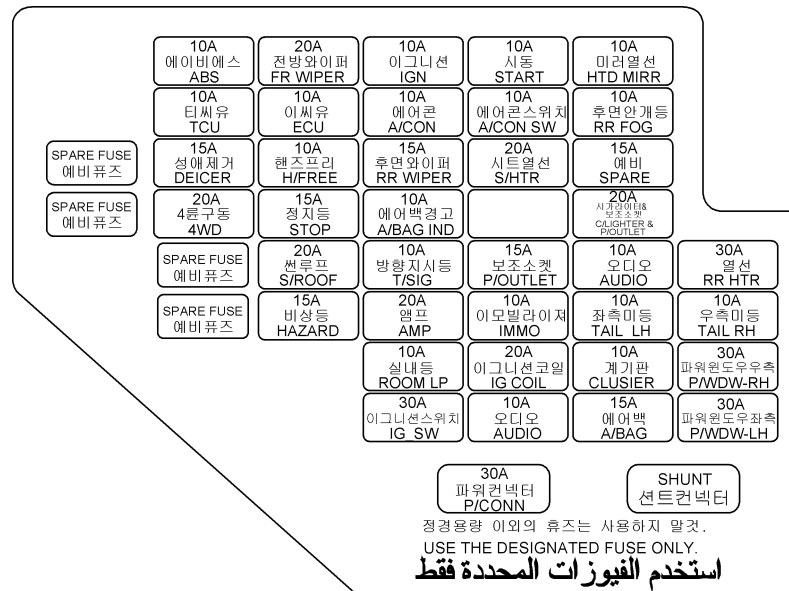 10A
에이비에스
ABS
20A
전방와이퍼
FR WIPER
10A
이그니션
IGN
10A
시동
START
10A
미러열선
HTD MIRR
10A
티씨유
TCU
10A
이씨유
ECU
10A
에어콘
A/CON
10A
에어콘스위치
A/CON SW
10A
후면안개등
RR FOG
SPARE FUSE
예비퓨즈
15A
성애제거
DEICER
10A
핸즈프리
H/FREE
15A
후면와이퍼
RR WIPER
20A
시트열선
S/HTR
15A
예비
SPARE
SPARE FUSE
예비퓨즈
20A
4륜구동
4WD
15A
정지등
STOP
10A
에어백경고
A/BAG IND
20A
시가라이터&
보조소켓
C/LIGHTER &
P/OUTLET
SPARE FUSE
예비퓨즈
20A
썬루프
S/ROOF
10A
방향지시등
T/SIG
15A
보조소켓
P/OUTLET
10A
오디오
AUDIO
30A
열선
RR HTR
SPARE FUSE
예비퓨즈
15A
비상등
HAZARD
20A
앰프
AMP
10A
이모빌라이져
IMMO
10A
좌측미등
TAIL LH
10A
우측미등
TAIL RH
10A
실내등
ROOM LP
20A
이그니션코일
IG COIL
10A
계기판
CLUSIER
30A
파워윈도우우측
P/WDW-RH
30A
이그니션스위치
IG_SW
10A
오디오
AUDIO
15A
에어백
A/BAG
30A
파워윈도우좌측
P/WDW-LH
30A
파워컨넥터
P/CONN
SHUNT
션트컨넥터
정경용량 이외의 휴즈는 사용하지 말것.
USE THE DESIGNATED FUSE ONLY.
استخدم الفيوزات المحددة فقط